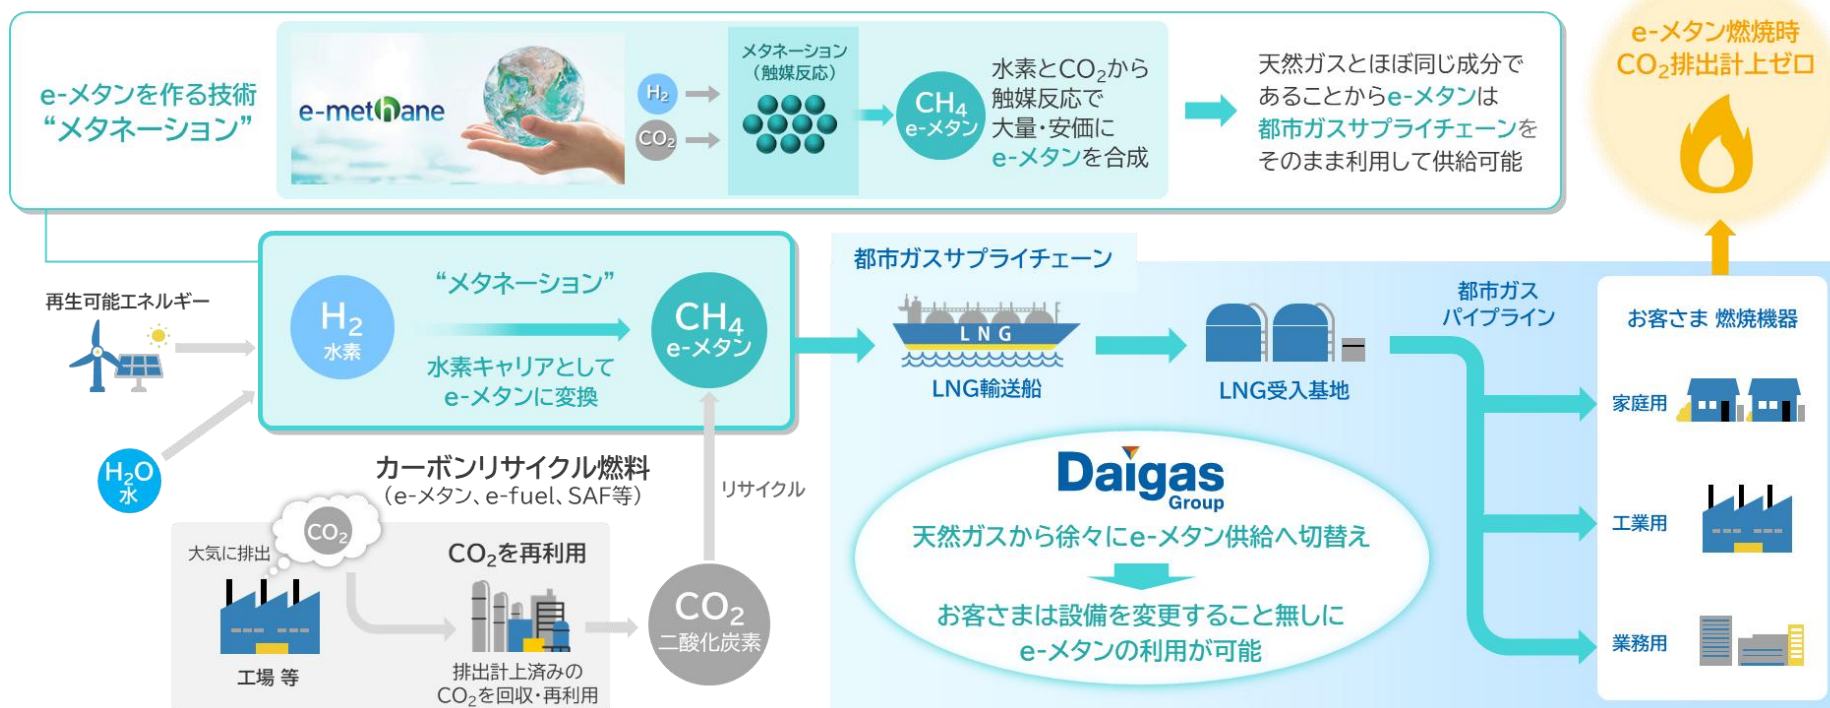 e-メタンを作る技術
“メタネーション”
e-methane
H₂
CO₂
メタネーション
（触媒反応）
CH₄
e-メタン
水素とCO₂から
触媒反応で
大量・安価に
e-メタンを合成
天然ガスとほぼ同じ成分で
あることからe-メタンは
都市ガスサプライチェーンを
そのまま利用して供給可能
e-メタン燃焼時
CO₂排出計上ゼロ
再生可能エネルギー
H₂O
水
H₂
水素
“メタネーション”
水素キャリアとして
e-メタンに変換
CH₄
e-メタン
カーボンリサイクル燃料
（e-メタン、e-fuel、SAF等）
リサイクル
大気に排出
CO₂
工場 等
CO₂を再利用
排出計上済みの
CO₂を回収・再利用
CO₂
二酸化炭素
都市ガスサプライチェーン
LNG
LNG輸送船
LNG受入基地
都市ガス
パイプライン
Daigas
Group
天然ガスから徐々にe-メタン供給へ切替え
お客さまは設備を変更すること無しに
e-メタンの利用が可能
お客さま 燃焼機器
家庭用
工業用
業務用